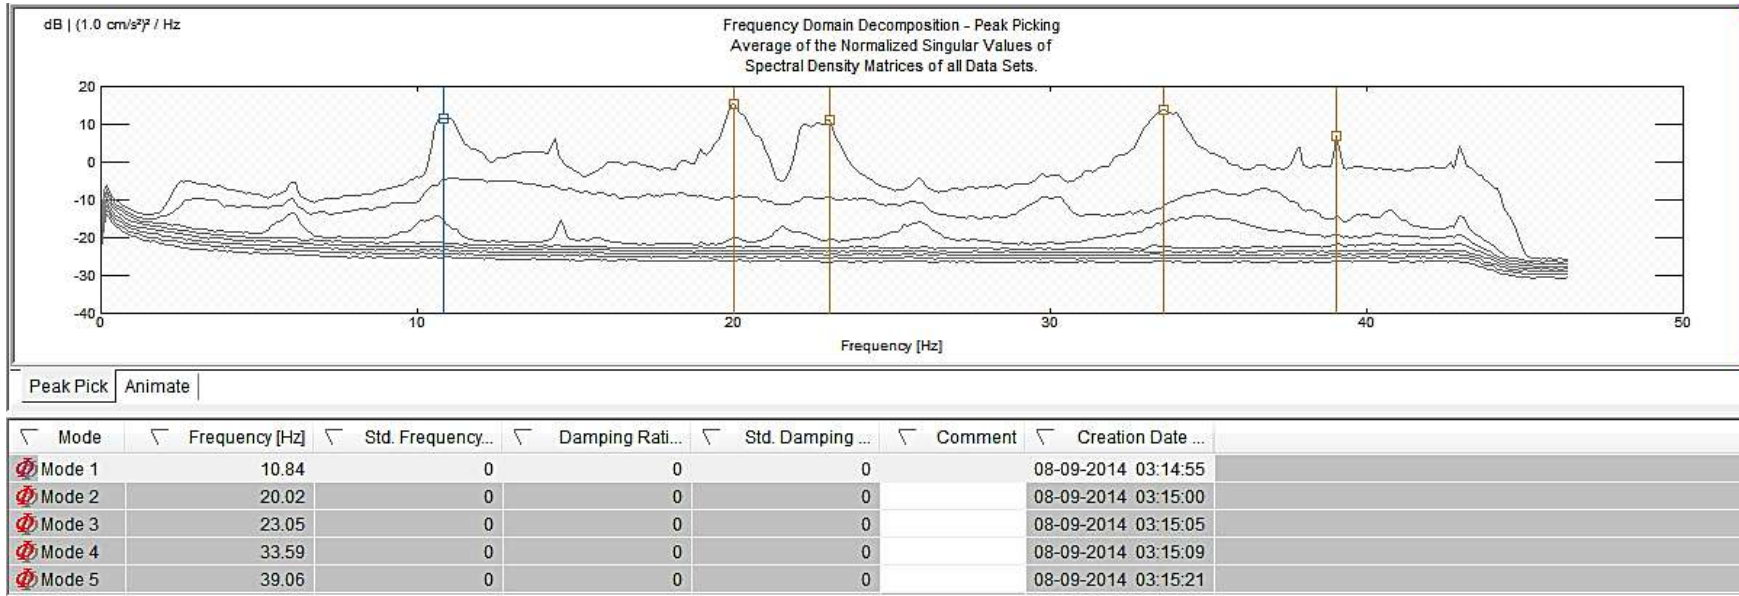 dB | (1.0 cm/s²)² / Hz
Frequency Domain Decomposition - Peak Picking
Average of the Normalized Singular Values of
Spectral Density Matrices of all Data Sets.
20
10
0
-10
-20
-30
-40
0 10 20 30 40 50
Frequency [Hz]
Peak Pick Animate
Mode Frequency [Hz] Std. Frequency... Damping Rati... Std. Damping ... Comment Creation Date ...
Mode 1 10.84 0 0 0 08-09-2014 03:14:55
Mode 2 20.02 0 0 0 08-09-2014 03:15:00
Mode 3 23.05 0 0 0 08-09-2014 03:15:05
Mode 4 33.59 0 0 0 08-09-2014 03:15:09
Mode 5 39.06 0 0 0 08-09-2014 03:15:21